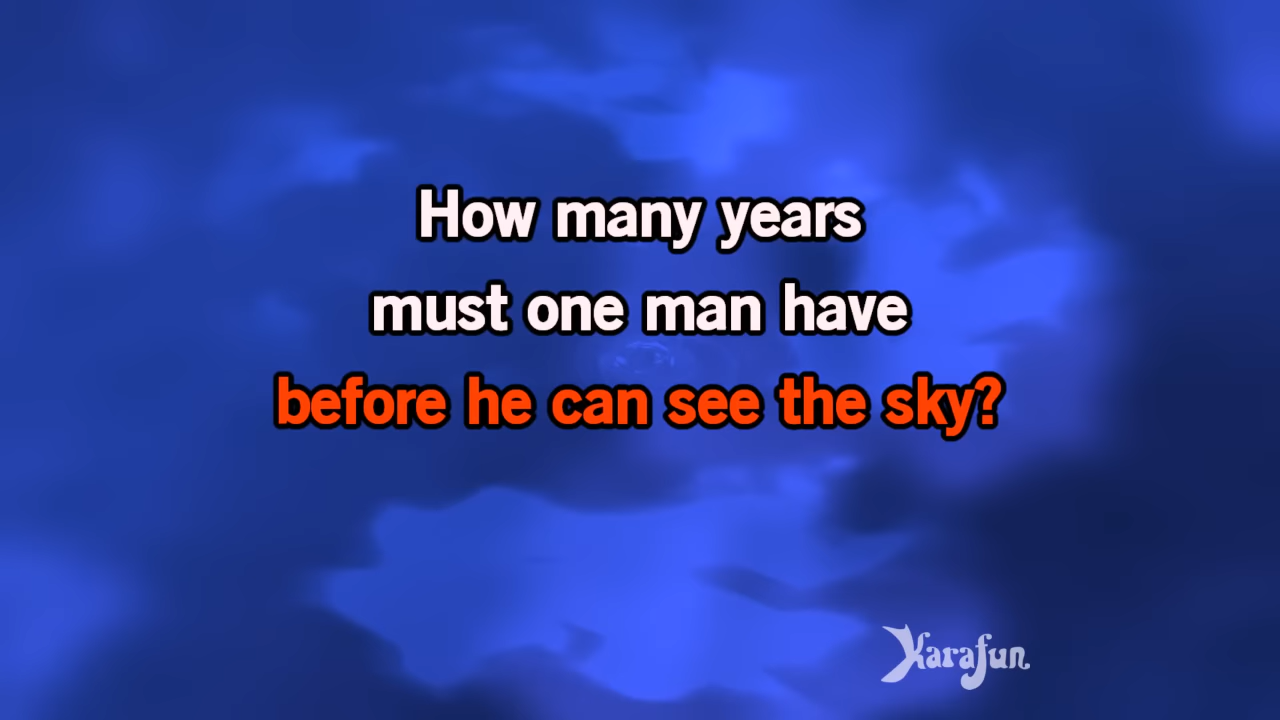 How many years
must one man have
before he can see the sky?
Karafun